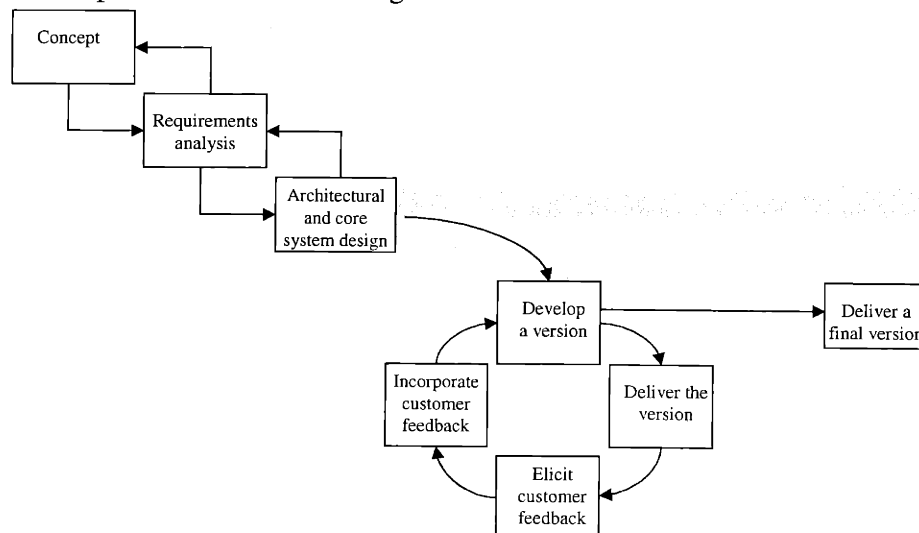 Concept
Requirements
analysis
Architectural
and core
system design
Develop
a version
Deliver a
final version
Incorporate
customer
feedback
Deliver the
version
Elicit
customer
feedback